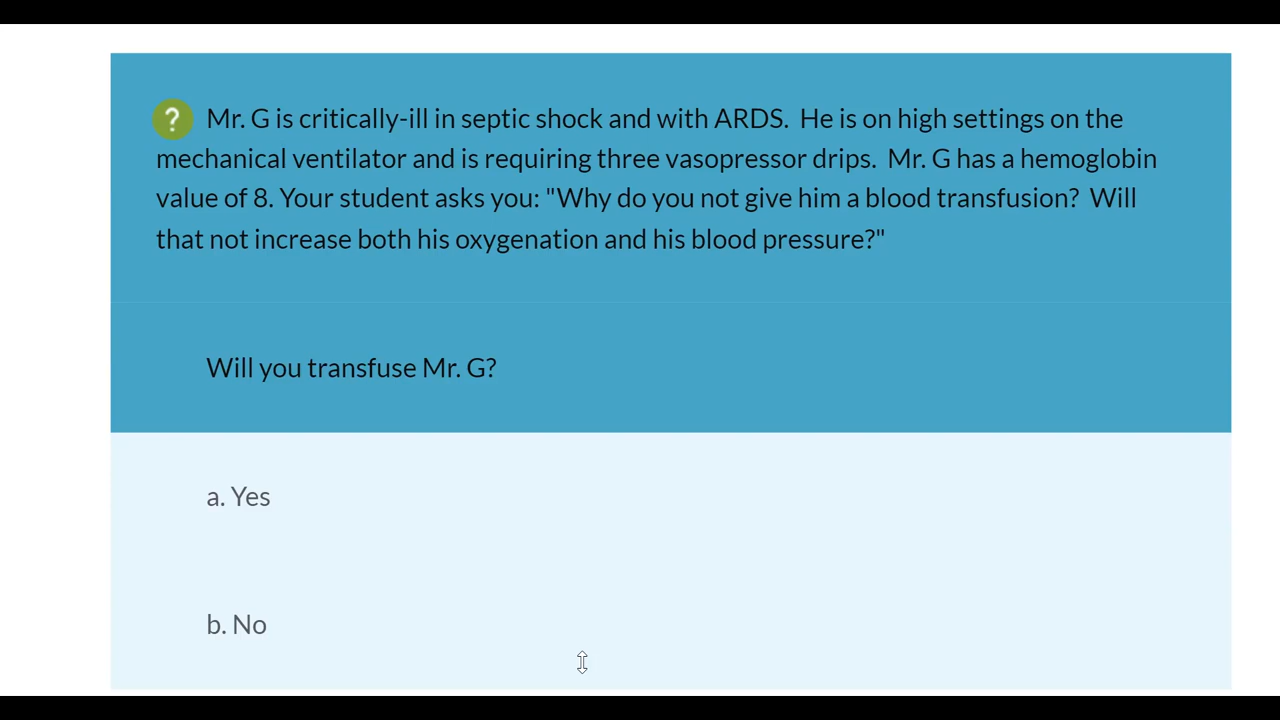 ? Mr. G is critically-ill in septic shock and with ARDS. He is on high settings on the
mechanical ventilator and is requiring three vasopressor drips. Mr. G has a hemoglobin
value of 8. Your student asks you: "Why do you not give him a blood transfusion? Will
that not increase both his oxygenation and his blood pressure?"
Will you transfuse Mr. G?
a. Yes
b. No